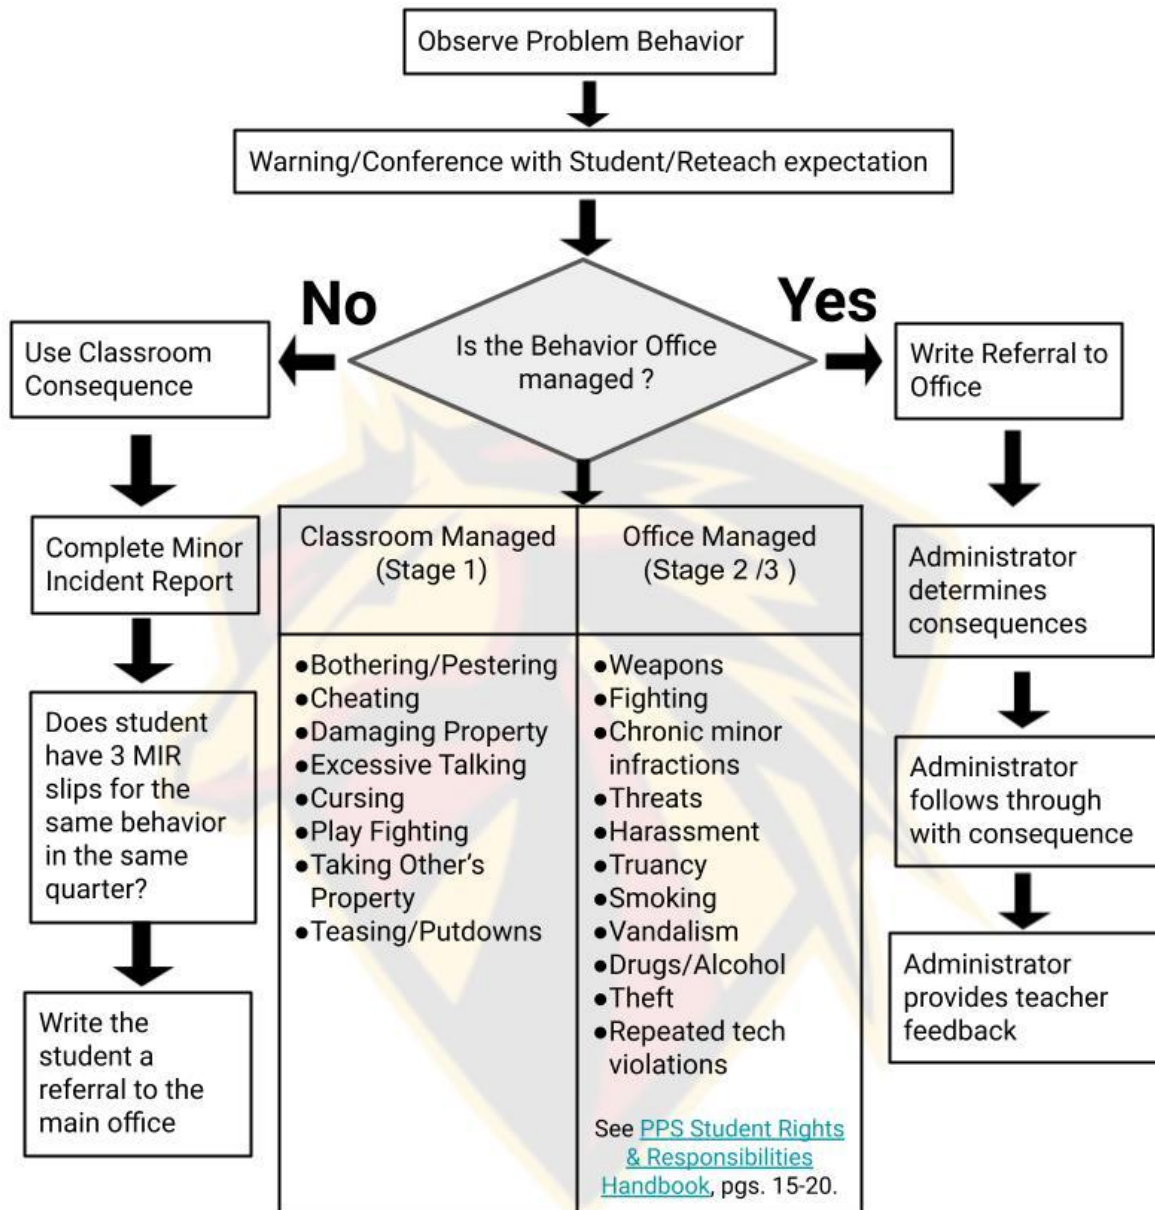 Observe Problem Behavior
Warning/Conference with Student/Reteach expectation
No
Yes
Is the Behavior Office
managed ?
Use Classroom
Consequence
Write Referral to
Office
Complete Minor
Incident Report
Does student
have 3 MIR
slips for the
same behavior
in the same
quarter?
Write the
student a
referral to the
main office
Classroom Managed
(Stage 1)
●Bothering/Pestering
●Cheating
●Damaging Property
●Excessive Talking
●Cursing
●Play Fighting
●Taking Other's
Property
●Teasing/Putdowns
Office Managed
(Stage 2 /3 )
●Weapons
●Fighting
●Chronic minor
infractions
●Threats
●Harassment
●Truancy
●Smoking
●Vandalism
●Drugs/Alcohol
●Theft
●Repeated tech
violations
See PPS Student Rights
& Responsibilities
Handbook, pgs. 15-20.
Administrator
determines
consequences
Administrator
follows through
with consequence
Administrator
provides teacher
feedback